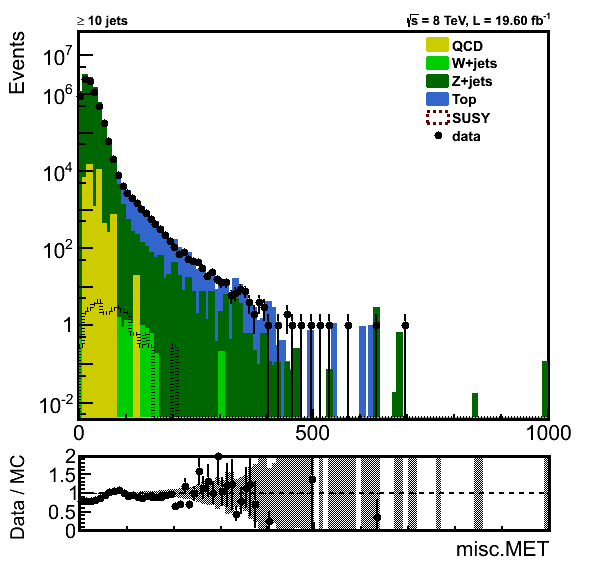 ≥ 10 jets
√s = 8 TeV, L = 19.60 fb⁻¹
Events
10⁷
10⁶
10⁴
10²
1
10⁻²
QCD
W+jets
Z+jets
Top
SUSY
data
0 500 1000
Data / MC
2
1.5
1
0.5
0
misc.MET